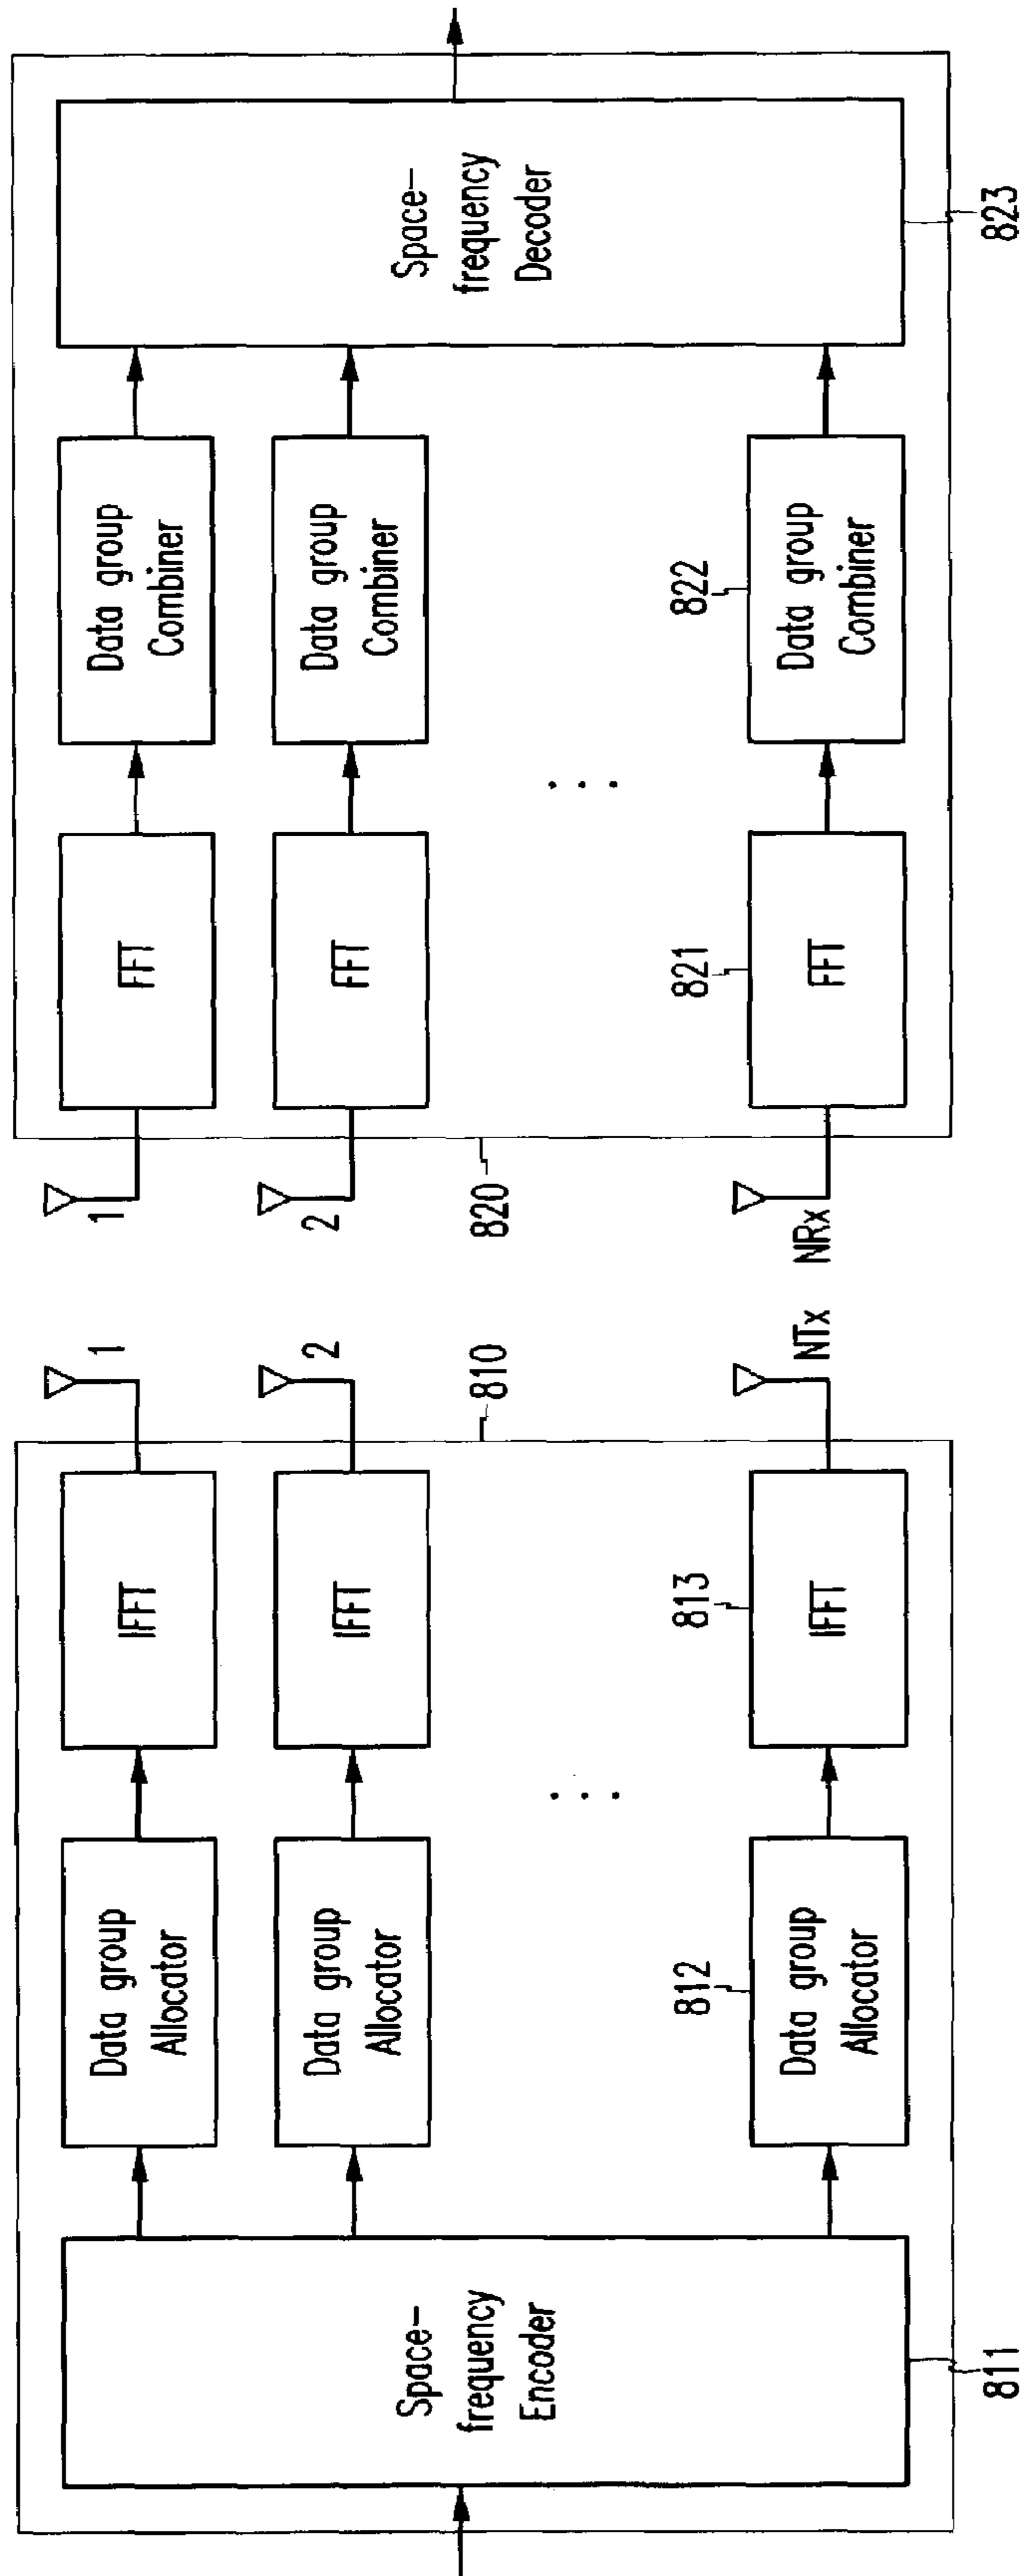 Space-
frequency
Encoder
811
Data group
Allocator
Data group
Allocator
812
Data group
Allocator
IFFT
IFFT
813
IFFT
. . .
810
1
2
NTx
1
2
NRx
820
FFT
FFT
821
FFT
. . .
Data group
Combiner
Data group
Combiner
822
Data group
Combiner
Space-
frequency
Decoder
823